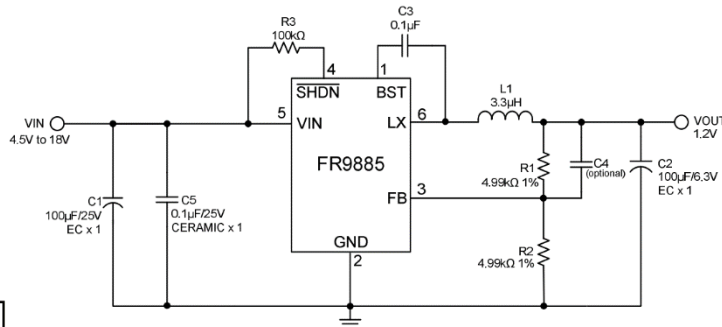 R3
100kΩ
C3
0.1μF
4
1
SHDN
BST
VIN
4.5V to 18V
5
VIN
LX
6
L1
3.3μH
VOUT
1.2V
FR9885
C1
100μF/25V
EC x 1
C5
0.1μF/25V
CERAMIC x 1
FB
3
R1
4.99kΩ 1%
C4
(optional)
C2
100μF/6.3V
EC x 1
R2
4.99kΩ 1%
GND
2